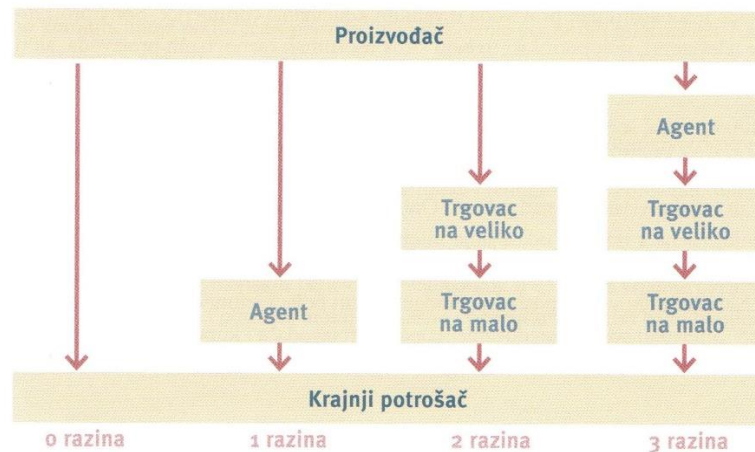 Proizvođač
Agent
Trgovac
na veliko
Trgovac
na veliko
Agent
Trgovac
na malo
Trgovac
na malo
Krajnji potrošač
0 razina
1 razina
2 razina
3 razina